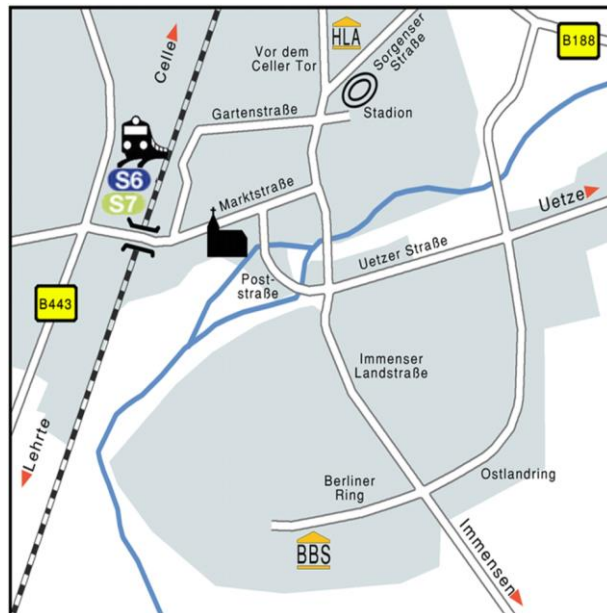 HLA
B188
Celle
Vor dem
Celler Tor
Sorgenser
Straße
Gartenstraße
Stadion
S6
S7
Marktstraße
Uetze
Uetzer Straße
Post-
straße
B443
Immenser
Landstraße
Lehrte
Berliner
Ring
Ostlandring
BBS
Immensen